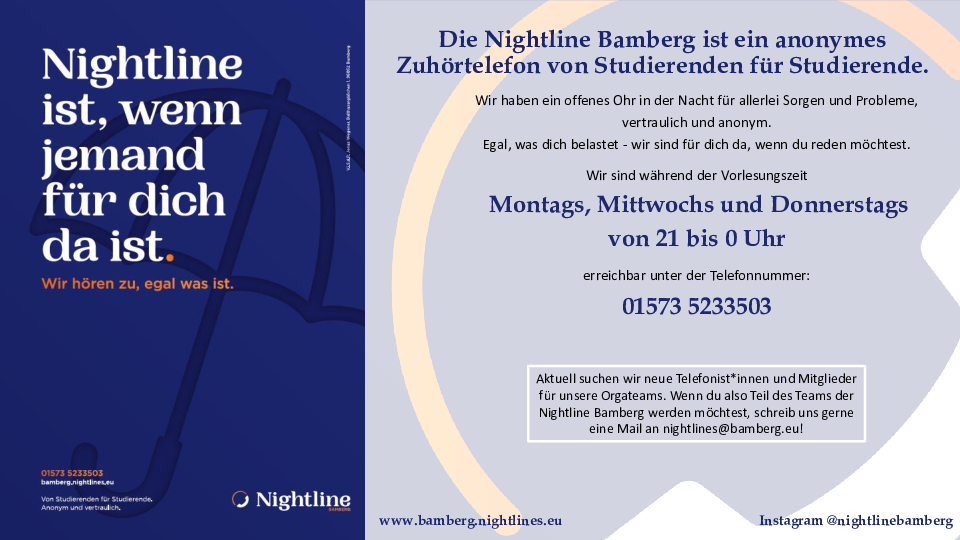 Nightline
ist, wenn
jemand
für dich
da ist.
Wir hören zu, egal was ist.
01573 5233503
bamberg.nightlines.eu
Von Studierenden für Studierende.
Anonym und vertraulich.
Nightline
BAMBERG
Die Nightline Bamberg ist ein anonymes
Zuhörtelefon von Studierenden für Studierende.
Wir haben ein offenes Ohr in der Nacht für allerlei Sorgen und Probleme,
vertraulich und anonym.
Egal, was dich belastet - wir sind für dich da, wenn du reden möchtest.
Wir sind während der Vorlesungszeit
Montags, Mittwochs und Donnerstags
von 21 bis 0 Uhr
erreichbar unter der Telefonnummer:
01573 5233503
Aktuell suchen wir neue Telefonist*innen und Mitglieder
für unsere Orgateams. Wenn du also Teil des Teams der
Nightline Bamberg werden möchtest, schreib uns gerne
eine Mail an nightlines@bamberg.eu!
www.bamberg.nightlines.eu
Instagram @nightlinebamberg